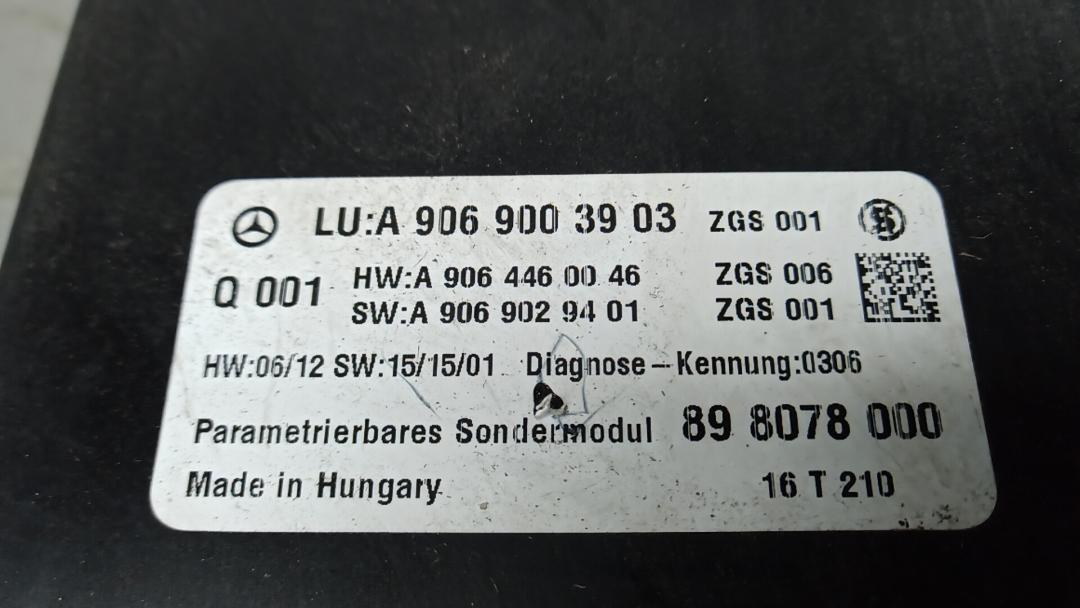 LU:A 906 900 3903 ZGS 001
Q 001
HW:A 906 446 00 46 ZGS 006
SW:A 906 902 94 01 ZGS 001
HW:06/12 SW:15/15/01 Diagnose-Kennung:0306
Parametrierbares Sondermodul 89 8078 000
Made in Hungary 16 T 210